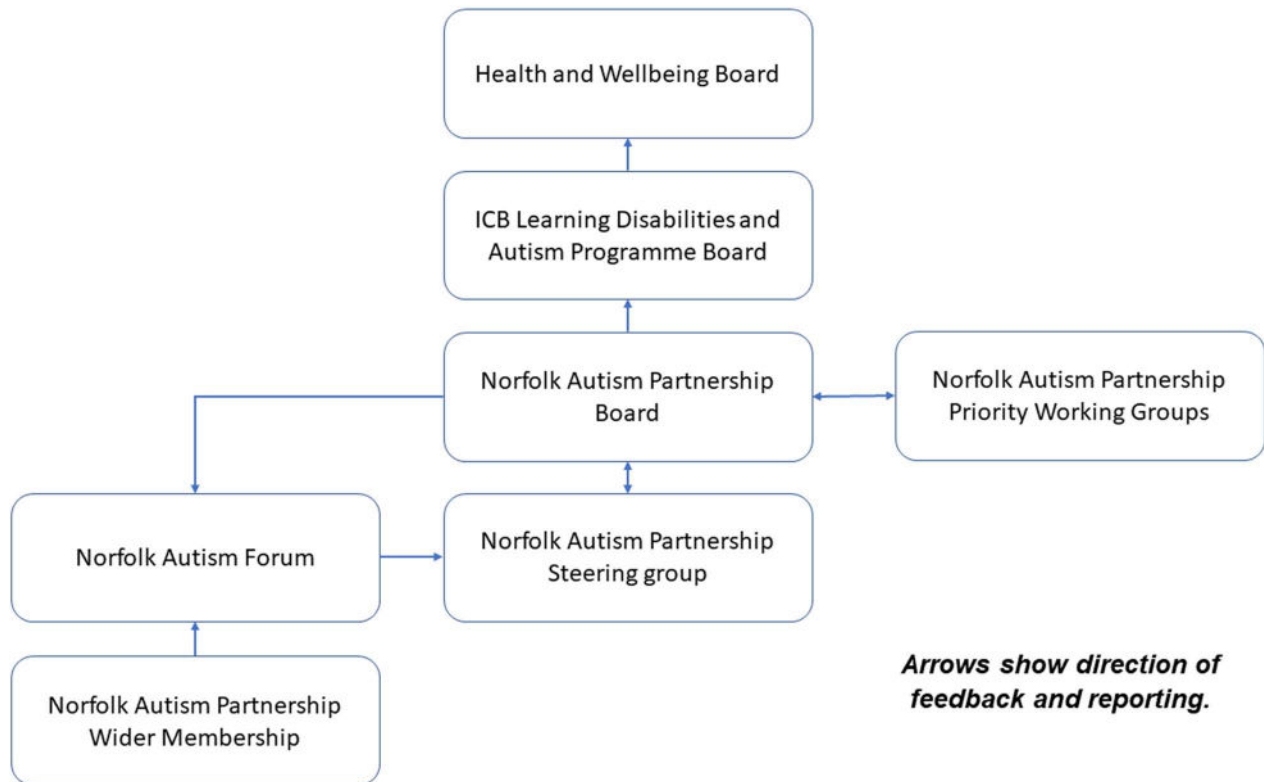 Health and Wellbeing Board
ICB Learning Disabilities and
Autism Programme Board
Norfolk Autism Partnership
Board
Norfolk Autism Partnership
Priority Working Groups
Norfolk Autism Forum
Norfolk Autism Partnership
Steering group
Norfolk Autism Partnership
Wider Membership
Arrows show direction of
feedback and reporting.